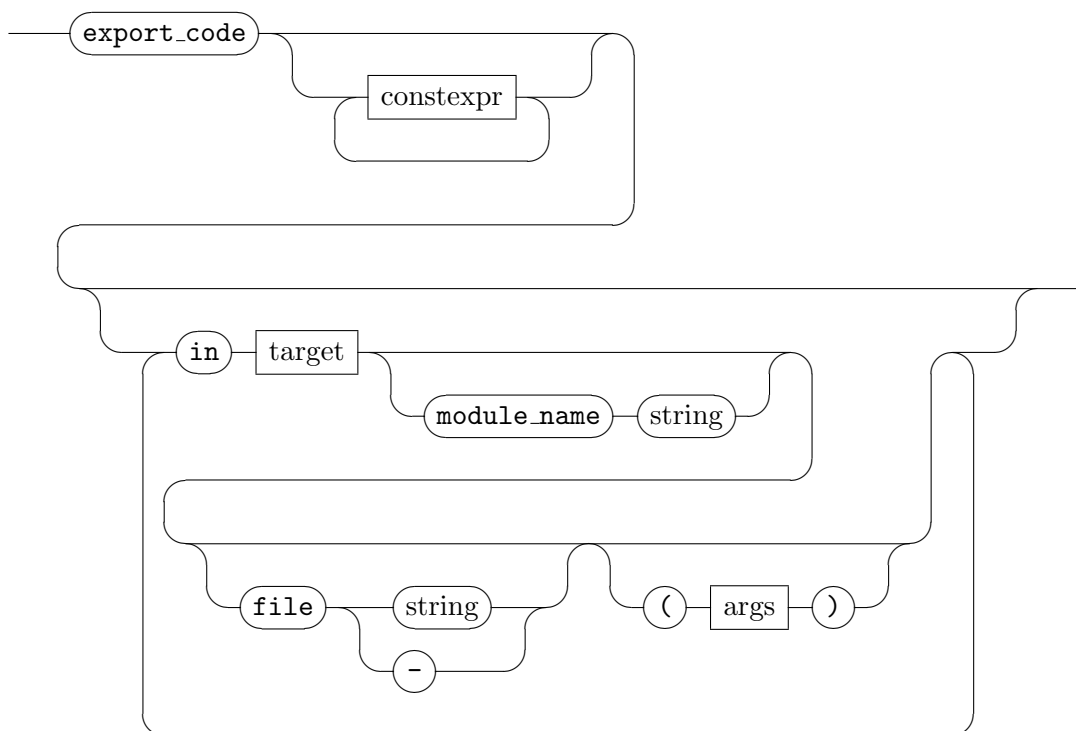 export_code
constexpr
in target
module_name string
file string ( args )
-